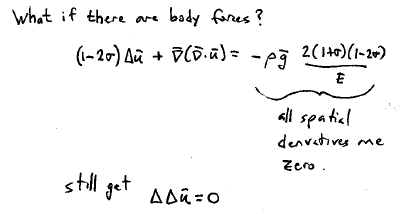 What if there are body forces?
(1-2σ) Δū + ∇̄(∇̄·ū) = -ρḡ 2(1+σ)(1-2σ)/E
all spatial
derivatives are
zero.
still get ΔΔū=0